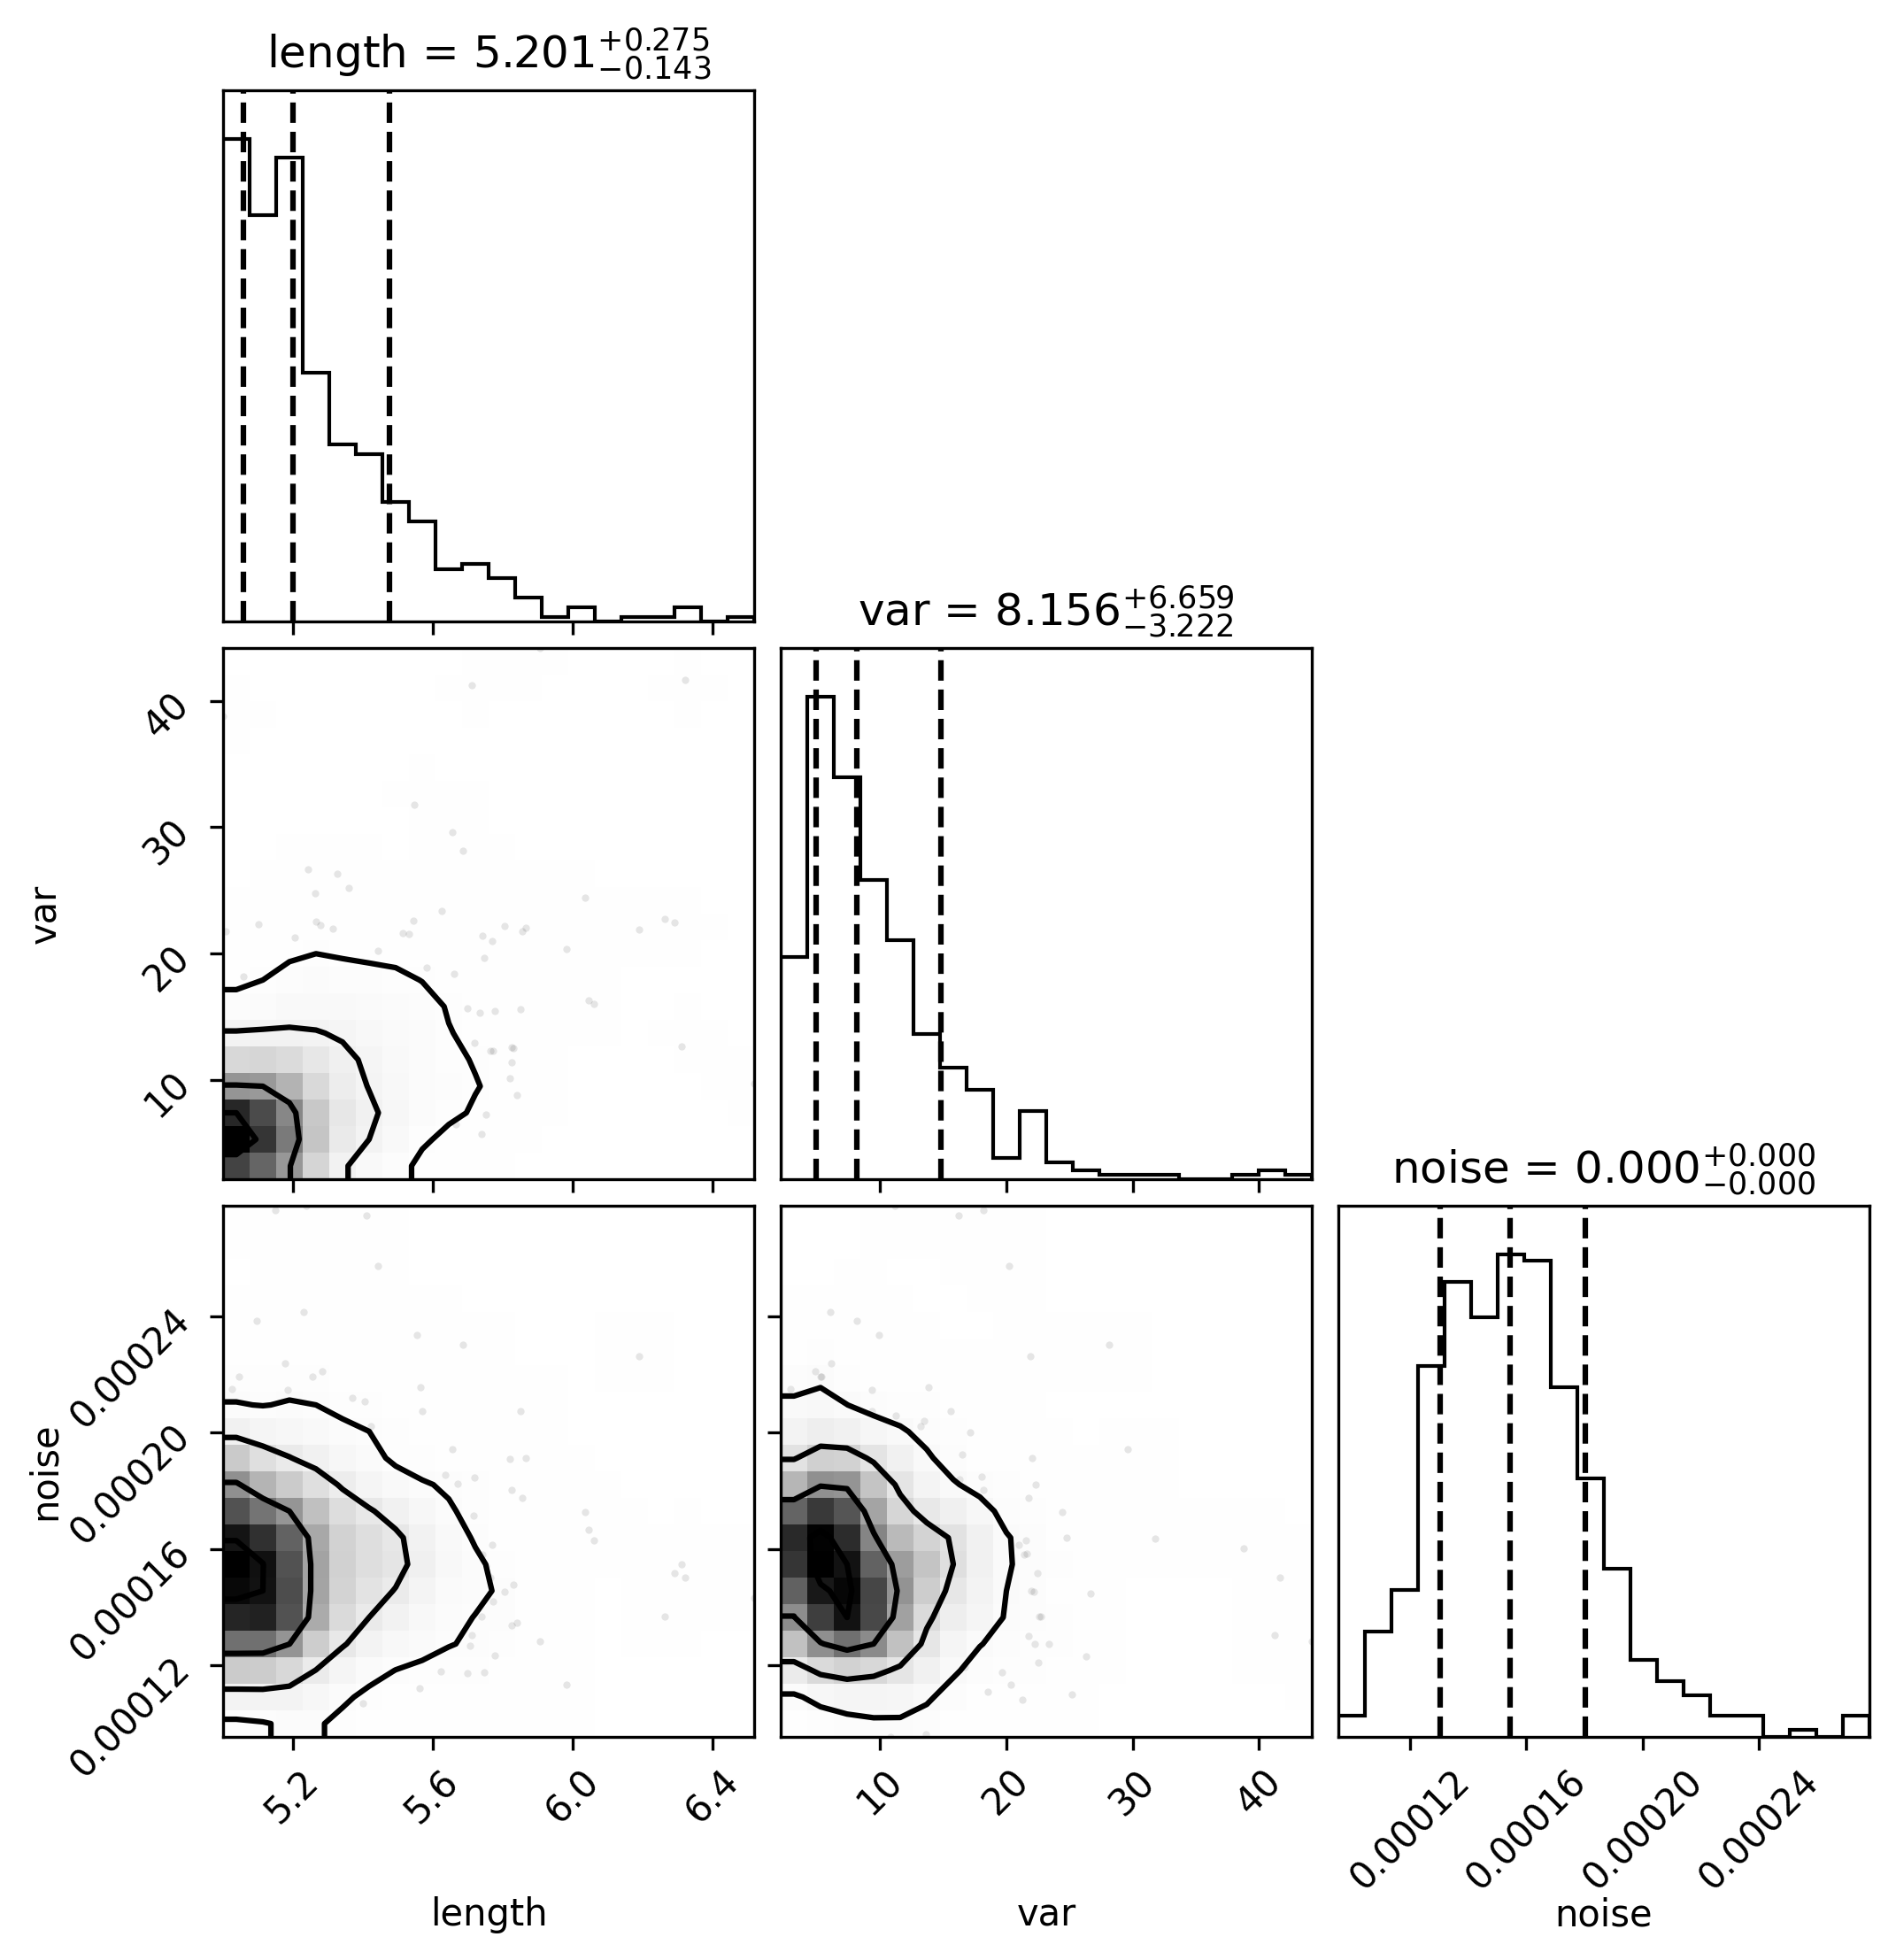 length = 5.201+0.275−0.143
var = 8.156+6.659−3.222
40
30
20
10
var
noise = 0.000+0.000−0.000
0.00024
0.00020
0.00016
0.00012
noise
5.2 5.6 6.0 6.4
10 20 30 40
0.00012 0.00016 0.00020 0.00024
length var noise